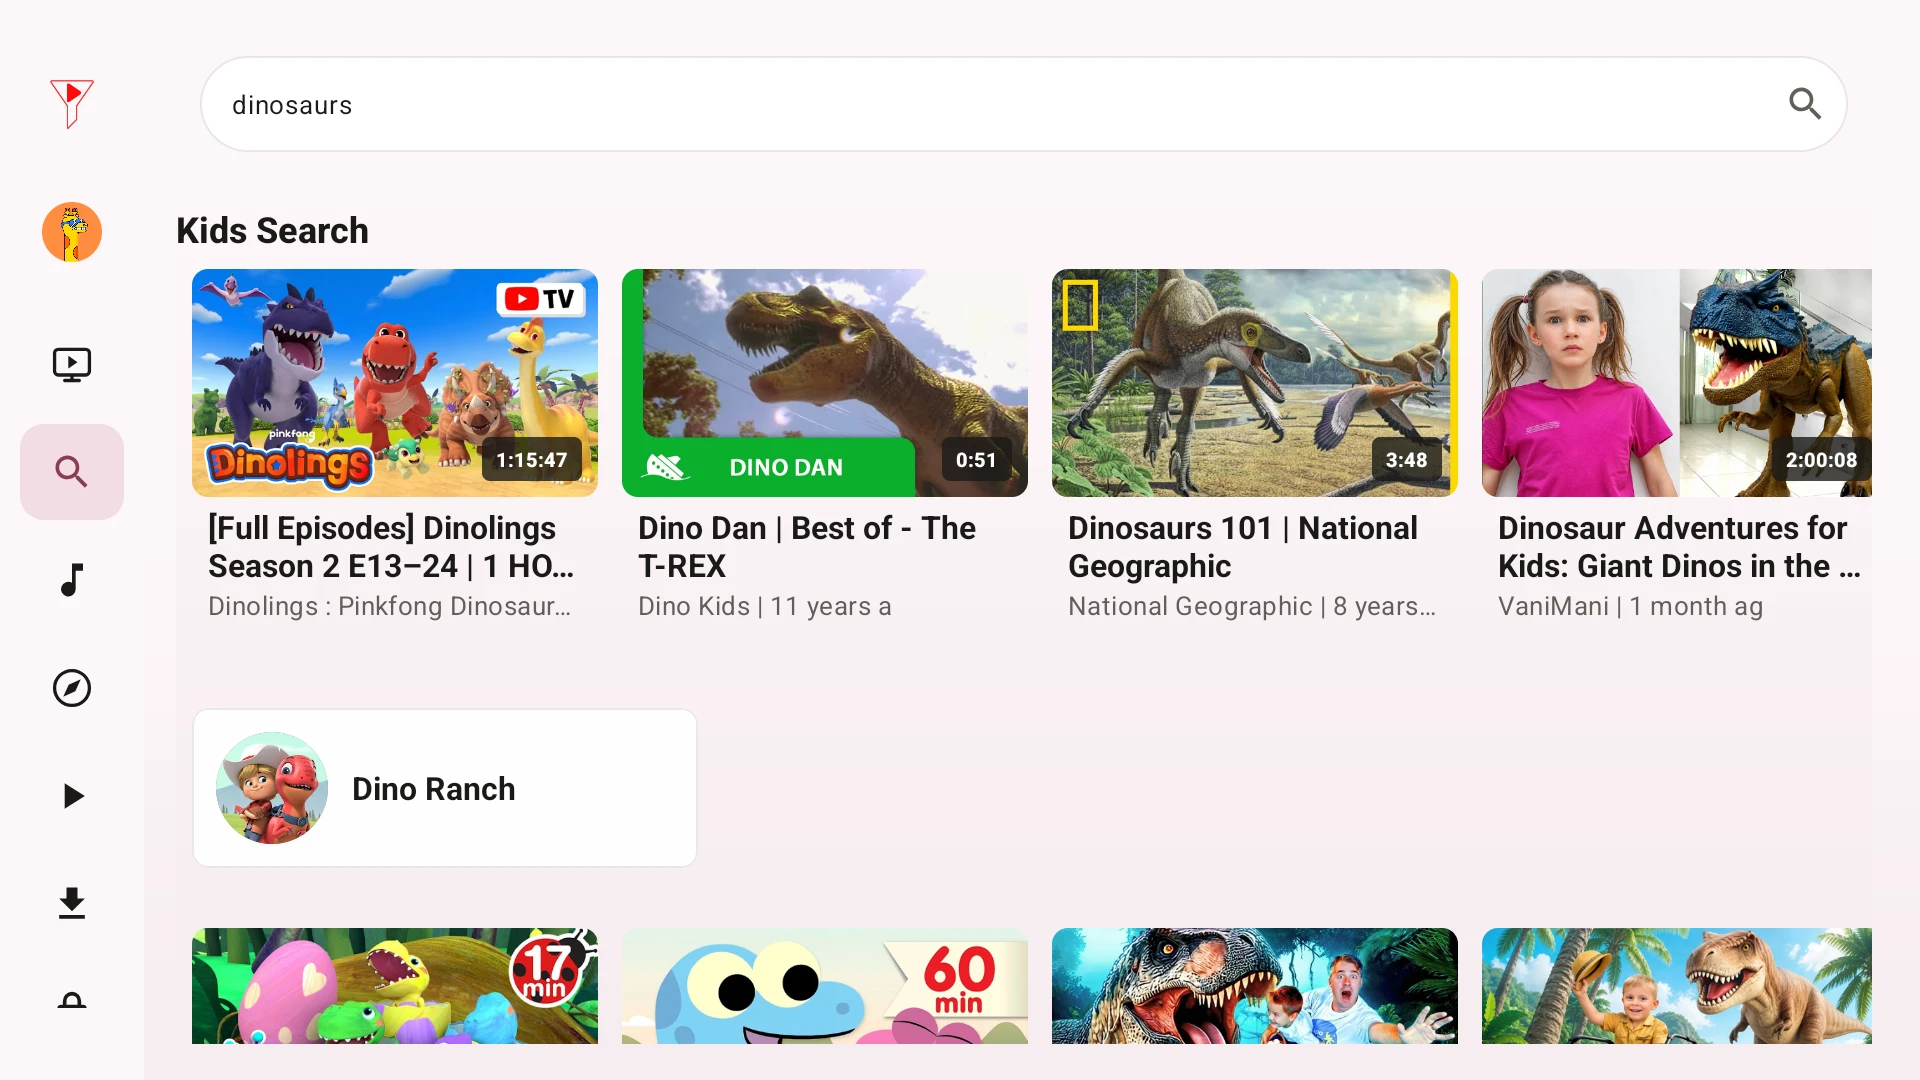 dinosaurs
Kids Search
TV
pinkfong
Dinolings
1:15:47
DINO DAN
0:51
3:48
2:00:08
[Full Episodes] Dinolings
Season 2 E13–24 | 1 HO...
Dinolings : Pinkfong Dinosaur...
Dino Dan | Best of - The
T-REX
Dino Kids | 11 years a
Dinosaurs 101 | National
Geographic
National Geographic | 8 years...
Dinosaur Adventures for
Kids: Giant Dinos in the ...
VaniMani | 1 month ag
Dino Ranch
17
min
60
min